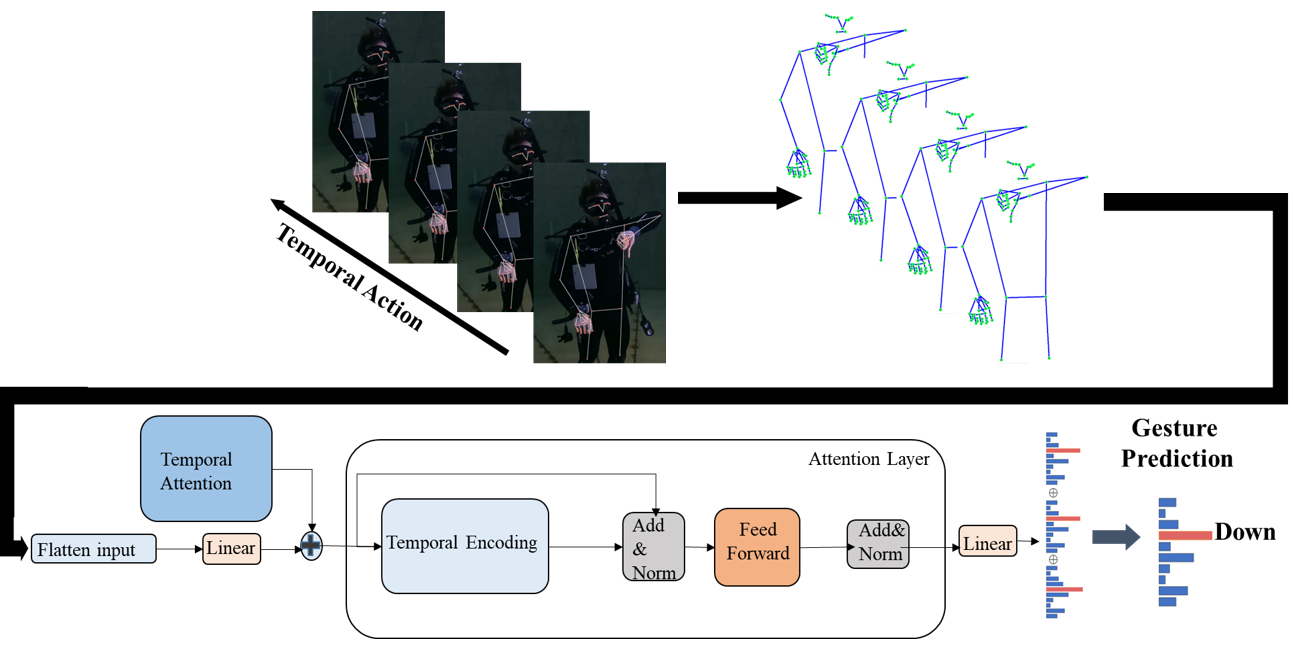 Temporal Action
Temporal
Attention
Flatten input
Linear
Attention Layer
Temporal Encoding
Add
&
Norm
Feed
Forward
Add&
Norm
Linear
Gesture
Prediction
Down